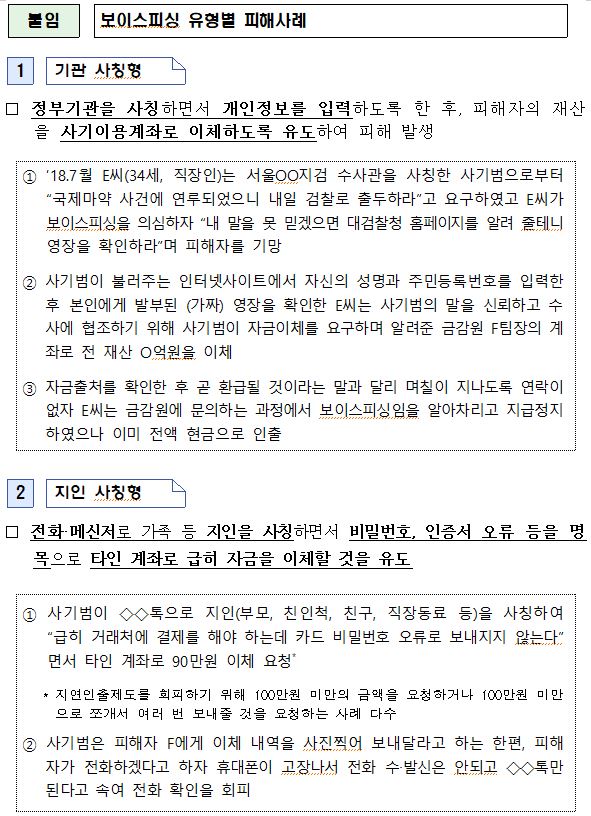 붙임 보이스피싱 유형별 피해사례
1 기관 사칭형
□ 정부기관을 사칭하면서 개인정보를 입력하도록 한 후, 피해자의 재산
을 사기이용계좌로 이체하도록 유도하여 피해 발생
① ’18.7월 E씨(34세, 직장인)는 서울OO지검 수사관을 사칭한 사기범으로부터
“국제마약 사건에 연루되었으니 내일 검찰로 출두하라”고 요구하였고 E씨가
보이스피싱을 의심하자 “내 말을 못 믿겠으면 대검찰청 홈페이지를 알려 줄테니
영장을 확인하라”며 피해자를 기망
② 사기범이 불러주는 인터넷사이트에서 자신의 성명과 주민등록번호를 입력한
후 본인에게 발부된 (가짜) 영장을 확인한 E씨는 사기범의 말을 신뢰하고 수
사에 협조하기 위해 사기범이 자금이체를 요구하며 알려준 금감원 F팀장의 계
좌로 전 재산 O억원을 이체
③ 자금출처를 확인한 후 곧 환급될 것이라는 말과 달리 며칠이 지나도록 연락이
없자 E씨는 금감원에 문의하는 과정에서 보이스피싱임을 알아차리고 지급정지
하였으나 이미 전액 현금으로 인출
2 지인 사칭형
□ 전화·메신저로 가족 등 지인을 사칭하면서 비밀번호, 인증서 오류 등을 명
목으로 타인 계좌로 급히 자금을 이체할 것을 유도
① 사기범이 ◇◇톡으로 지인(부모, 친인척, 친구, 직장동료 등)을 사칭하여
“급히 거래처에 결제를 해야 하는데 카드 비밀번호 오류로 보내지지 않는다”
면서 타인 계좌로 90만원 이체 요청*
* 지연인출제도를 회피하기 위해 100만원 미만의 금액을 요청하거나 100만원 미만
으로 쪼개서 여러 번 보내줄 것을 요청하는 사례 다수
② 사기범은 피해자 F에게 이체 내역을 사진찍어 보내달라고 하는 한편, 피해
자가 전화하겠다고 하자 휴대폰이 고장나서 전화 수·발신은 안되고 ◇◇톡만
된다고 속여 전화 확인을 회피